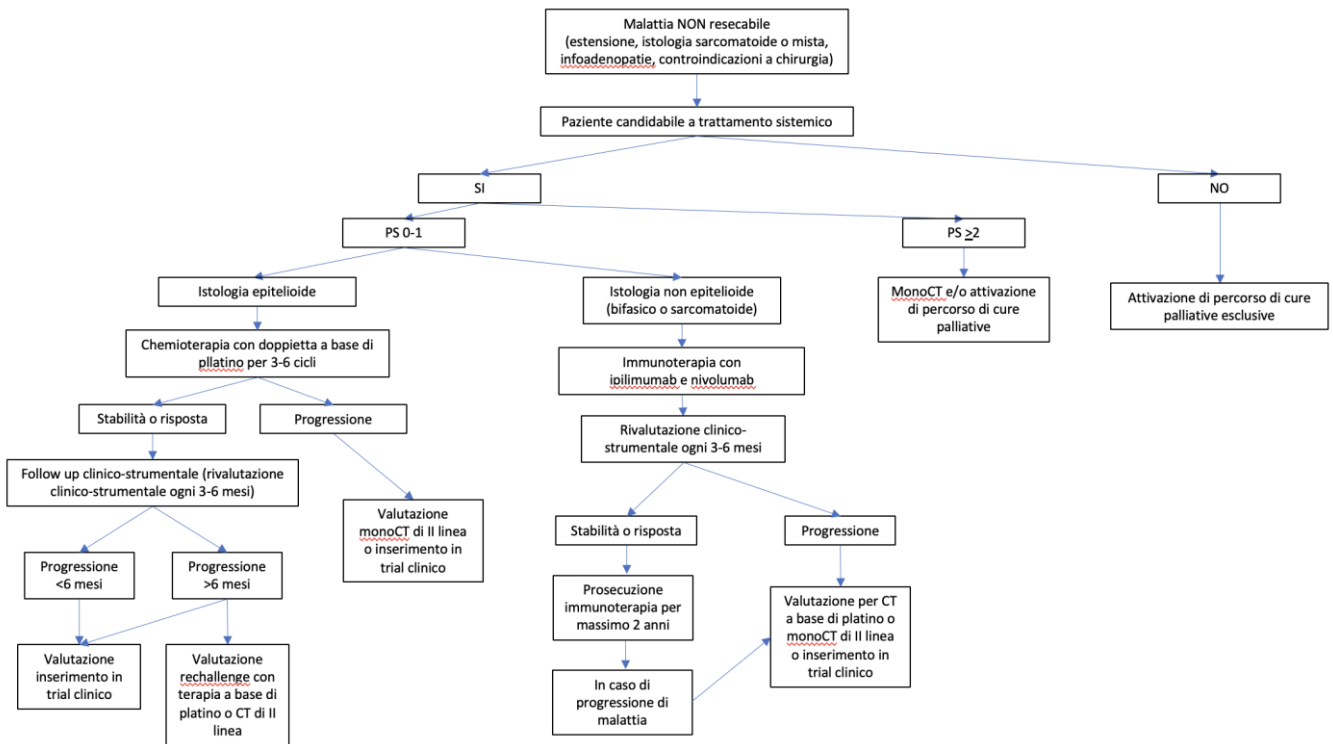 Malattia NON resecabile
(estensione, istologia sarcomatoide o mista,
infoadenopatie, controindicazioni a chirurgia)
Paziente candidabile a trattamento sistemico
SI
NO
PS 0-1
PS >2
Istologia epitelioide
Istologia non epitelioide
(bifasico o sarcomatoide)
MonoCT e/o attivazione
di percorso di cure
palliative
Attivazione di percorso di cure
palliative esclusive
Chemioterapia con doppietta a base di
pllatino per 3-6 cicli
Immunoterapia con
ipilimumab e nivolumab
Stabilità o risposta
Progressione
Rivalutazione clinico-
strumentale ogni 3-6 mesi
Follow up clinico-strumentale (rivalutazione
clinico-strumentale ogni 3-6 mesi)
Valutazione
monoCT di II linea
o inserimento in
trial clinico
Stabilità o risposta
Progressione
Progressione
<6 mesi
Progressione
>6 mesi
Prosecuzione
immunoterapia per
massimo 2 anni
Valutazione per CT
a base di platino o
monoCT di II linea
o inserimento in
trial clinico
Valutazione
inserimento in
trial clinico
Valutazione
rechallenge con
terapia a base di
platino o CT di II
linea
In caso di
progressione di
malattia